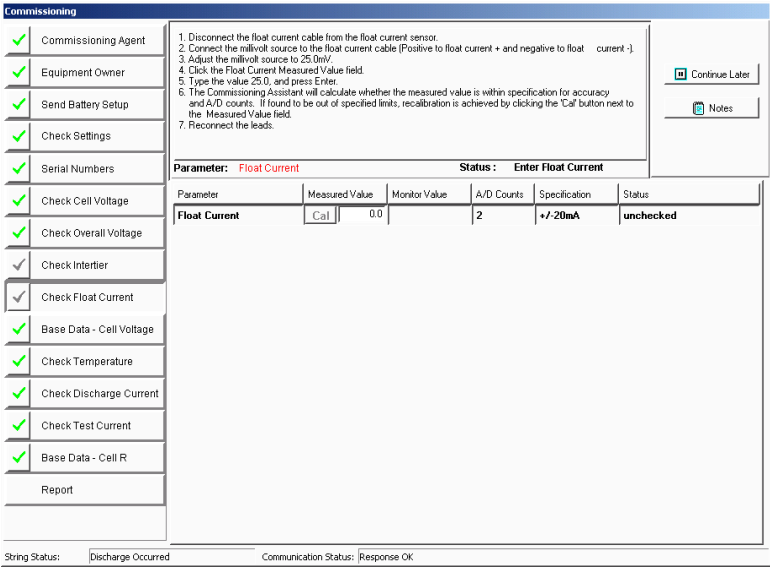 Commissioning
Commissioning Agent
Equipment Owner
Send Battery Setup
Check Settings
Serial Numbers
Check Cell Voltage
Check Overall Voltage
Check Intertier
Check Float Current
Base Data - Cell Voltage
Check Temperature
Check Discharge Current
Check Test Current
Base Data - Cell R
Report
1. Disconnect the float current cable from the float current sensor.
2. Connect the millivolt source to the float current cable (Positive to float current + and negative to float current -).
3. Adjust the millivolt source to 25.0mV.
4. Click the Float Current Measured Value field.
5. Type the value 25.0, and press Enter.
6. The Commissioning Assistant will calculate whether the measured value is within specification for accuracy
and A/D counts. If found to be out of specified limits, recalibration is achieved by clicking the 'Cal' button next to
the Measured Value field.
7. Reconnect the leads.
Parameter: Float Current Status : Enter Float Current
Continue Later
Notes
Parameter Measured Value Monitor Value A/D Counts Specification Status
Float Current Cal 0.0 2 +/-20mA unchecked
String Status: Discharge Occurred Communication Status: Response OK